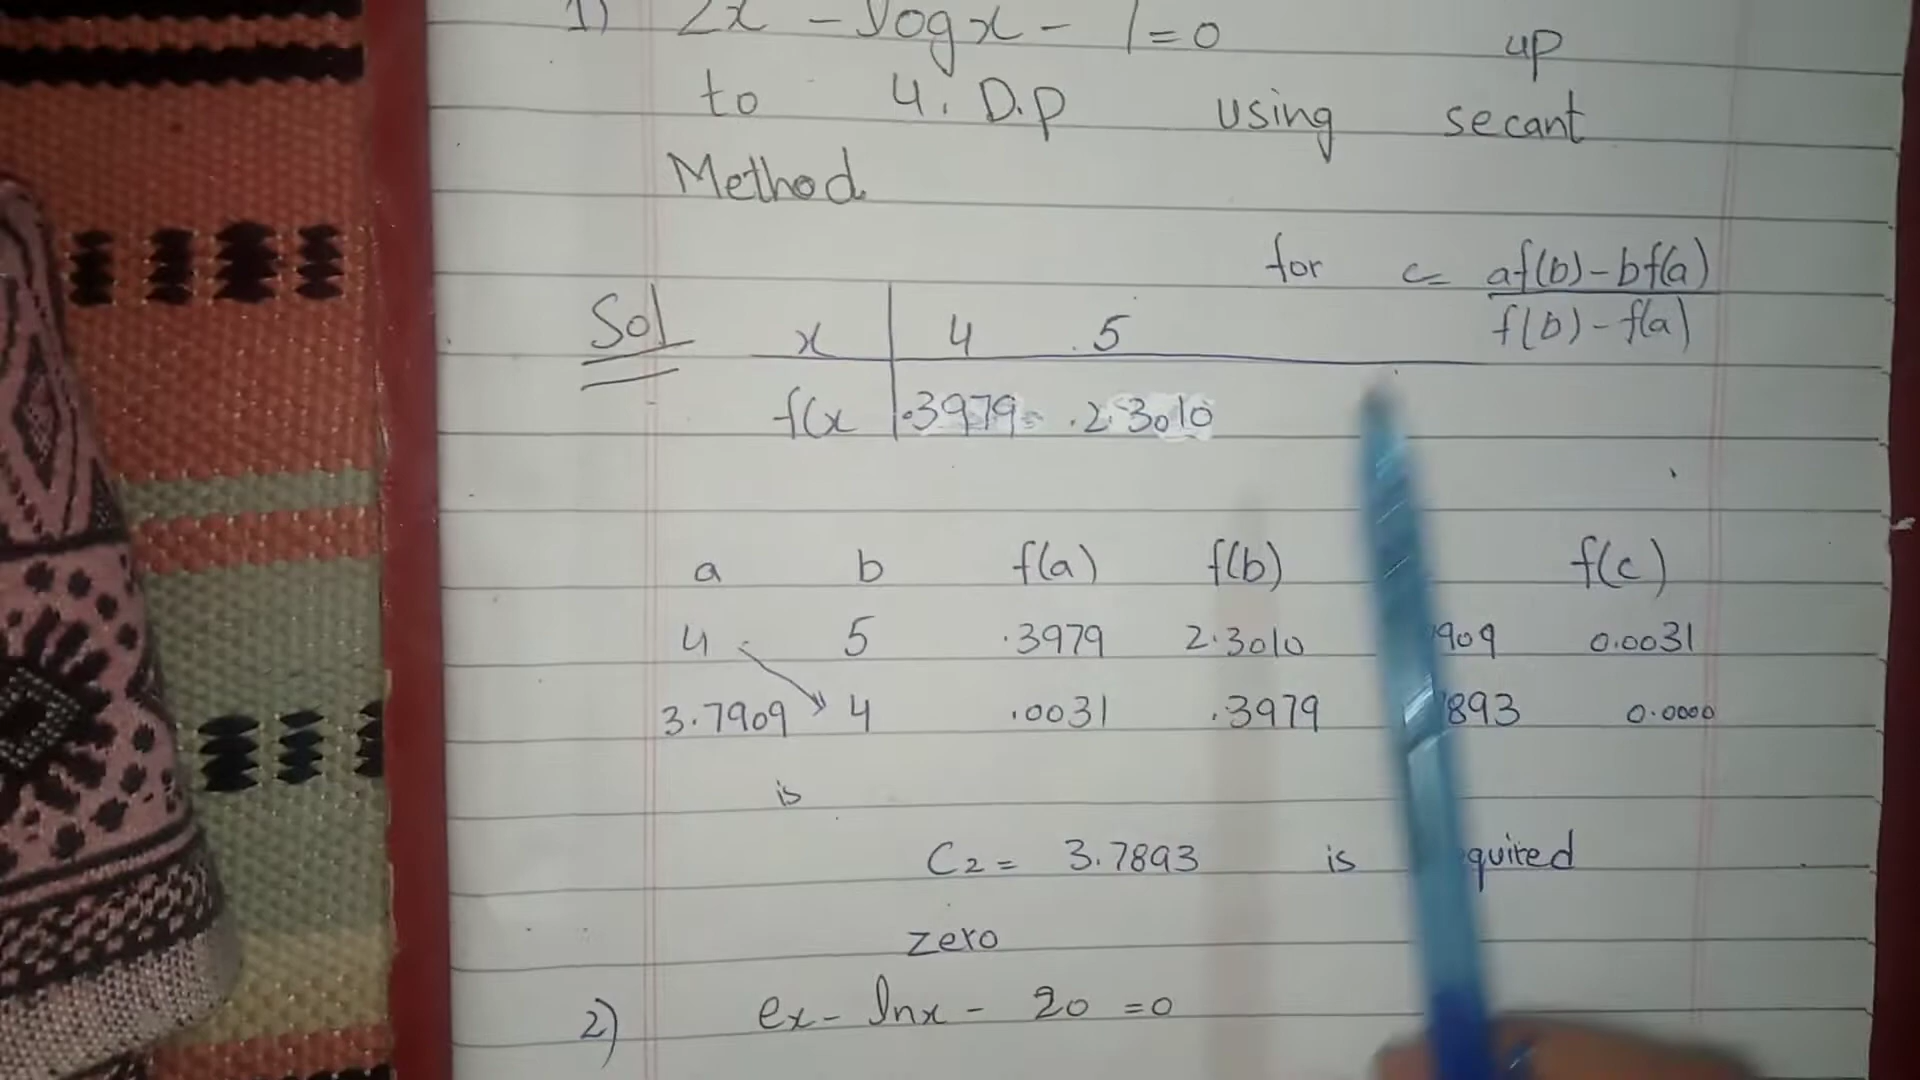 1) 2x - log x - 1 = 0 up
to 4. D.p using secant
Method
for c = af(b) - bf(a)
f(b) - f(a)
Sol x 4 5
f(x .3979 .2.3010
a b f(a) f(b) f(c)
4 5 .3979 2.3010 909 0.0031
3.7909 4 .0031 .3979 893 0.0000
is
C2 = 3.7893 is quired
zero
2) ex - lnx - 20 = 0